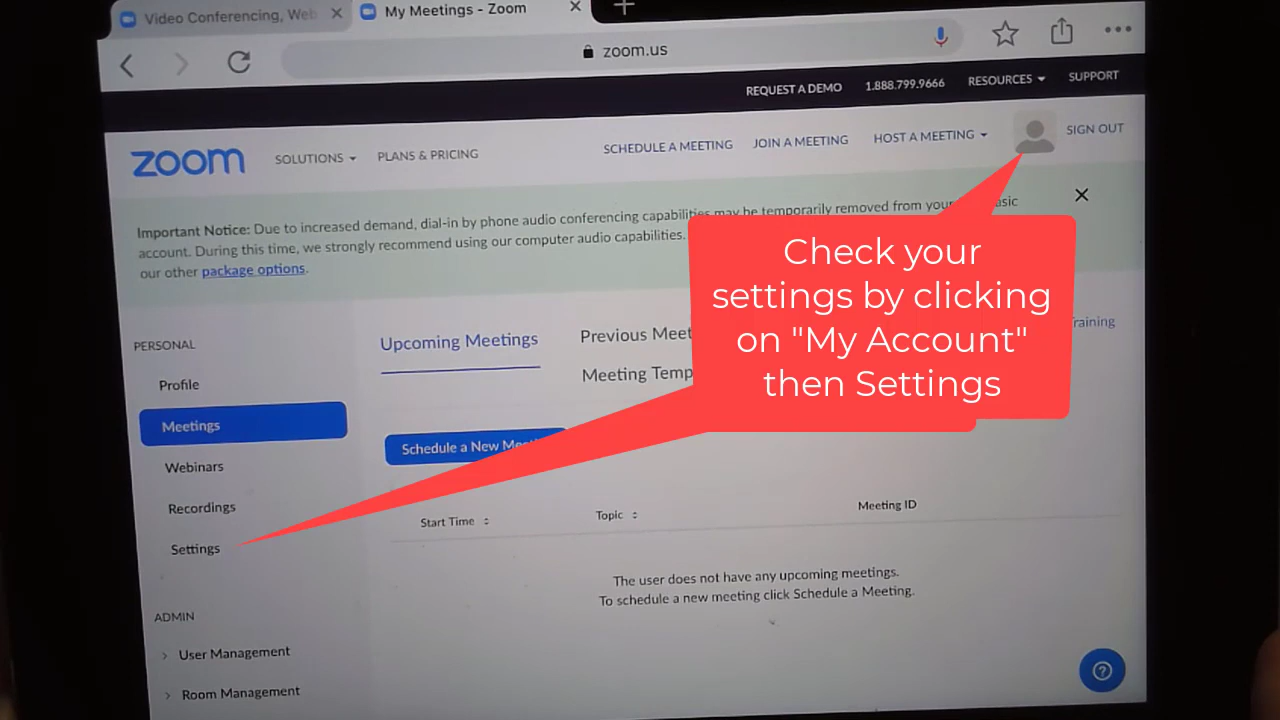 Video Conferencing, Web
My Meetings - Zoom
zoom.us
REQUEST A DEMO 1.888.799.9666 RESOURCES SUPPORT
zoom SOLUTIONS PLANS & PRICING SCHEDULE A MEETING JOIN A MEETING HOST A MEETING SIGN OUT
Important Notice: Due to increased demand, dial-in by phone audio conferencing capabilities may be temporarily removed from your
account. During this time, we strongly recommend using our computer audio capabilities.
our other package options.
Check your
settings by clicking
on "My Account"
then Settings
PERSONAL
Profile
Meetings
Webinars
Recordings
Settings
ADMIN
User Management
Room Management
Upcoming Meetings
Previous Meet
Training
Meeting Temp
Schedule a New
Start Time Topic Meeting ID
The user does not have any upcoming meetings.
To schedule a new meeting click Schedule a Meeting.